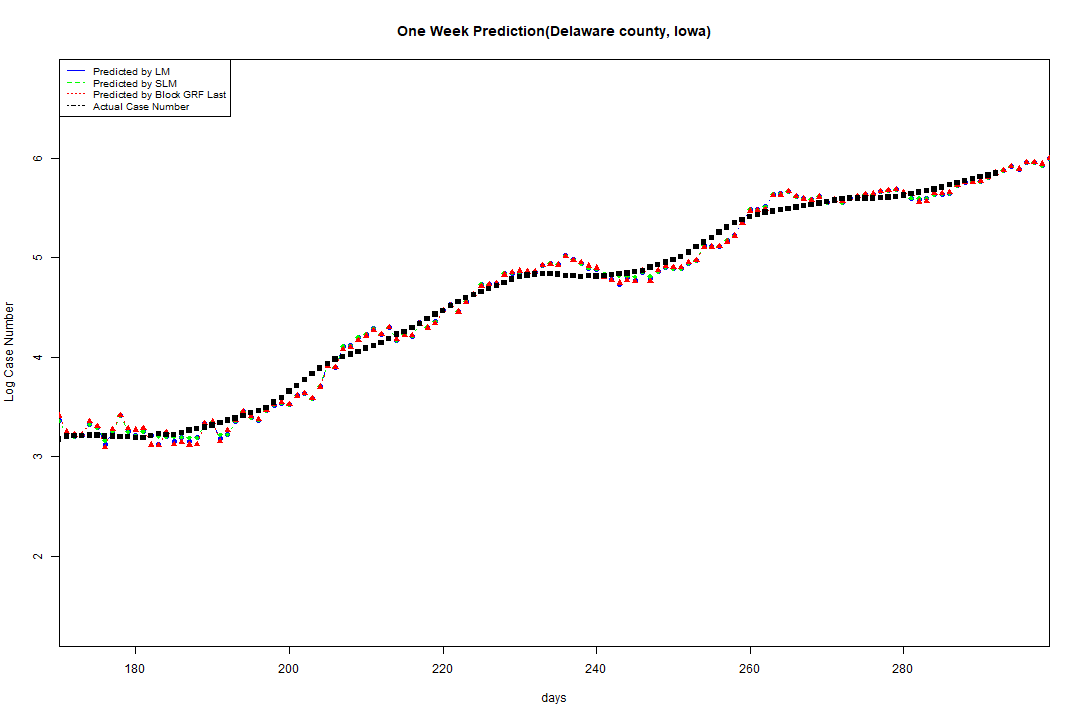 One Week Prediction(Delaware county, Iowa)
Predicted by LM
Predicted by SLM
Predicted by Block GRF Last
Actual Case Number
6
5
4
3
2
Log Case Number
180 200 220 240 260 280
days